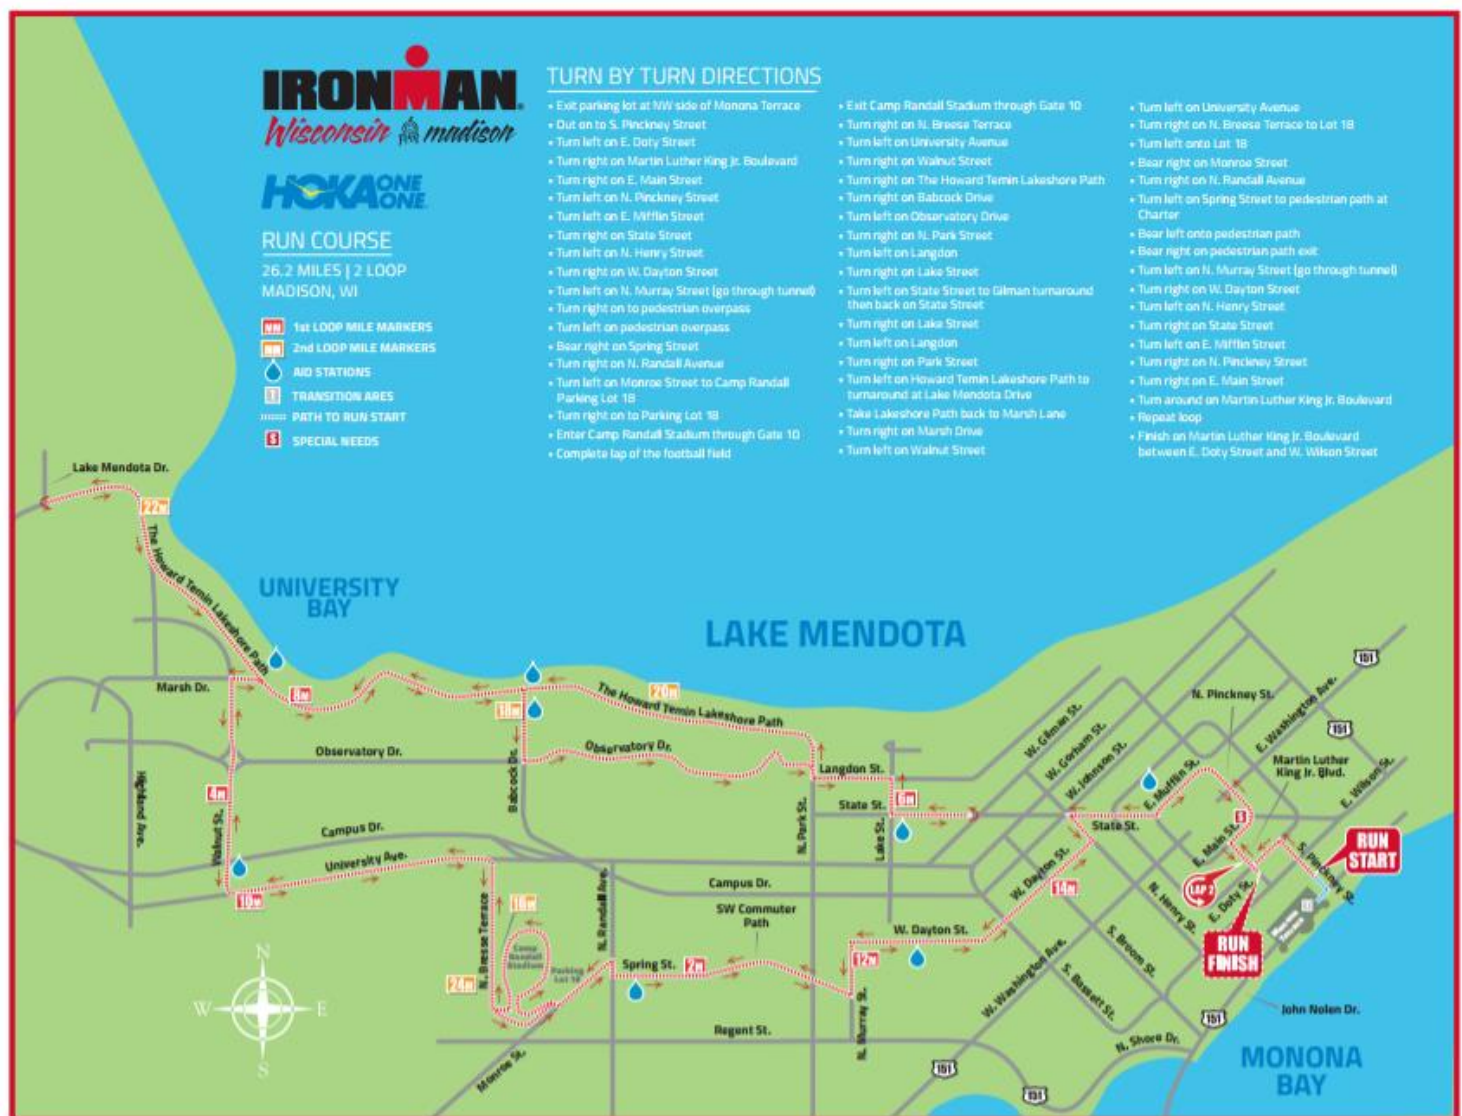 IRONMAN
Wisconsin madison
HOKA ONE ONE
RUN COURSE
26.2 MILES | 2 LOOP
MADISON, WI
1st LOOP MILE MARKERS
2nd LOOP MILE MARKERS
AID STATIONS
TRANSITION ARES
PATH TO RUN START
S SPECIAL NEEDS
TURN BY TURN DIRECTIONS
• Exit parking lot at NW side of Monona Terrace
• Out on to S. Pinckney Street
• Turn left on E. Doty Street
• Turn right on Martin Luther King Jr. Boulevard
• Turn right on E. Main Street
• Turn left on N. Pinckney Street
• Turn left on E. Mifflin Street
• Turn right on State Street
• Turn left on N. Henry Street
• Turn right on W. Dayton Street
• Turn left on N. Murray Street (go through tunnel)
• Turn right on to pedestrian overpass
• Turn left on pedestrian overpass
• Bear right on Spring Street
• Turn right on N. Randall Avenue
• Turn left on Monroe Street to Camp Randall
Parking Lot 18
• Turn right on to Parking Lot 18
• Enter Camp Randall Stadium through Gate 10
• Complete lap of the football field
• Exit Camp Randall Stadium through Gate 10
• Turn right on N. Breese Terrace
• Turn left on University Avenue
• Turn right on Walnut Street
• Turn right on The Howard Temin Lakeshore Path
• Turn right on Babcock Drive
• Turn left on Observatory Drive
• Turn right on N. Park Street
• Turn left on Langdon
• Turn right on Lake Street
• Turn left on State Street to Gilman turnaround
then back on State Street
• Turn right on Lake Street
• Turn left on Langdon
• Turn right on Park Street
• Turn left on Howard Temin Lakeshore Path to
turnaround at Lake Mendota Drive
• Take Lakeshore Path back to Marsh Lane
• Turn right on Marsh Drive
• Turn left on Walnut Street
• Turn left on University Avenue
• Turn right on N. Breese Terrace to Lot 18
• Turn left onto Lot 18
• Bear right on Monroe Street
• Turn right on N. Randall Avenue
• Turn left on Spring Street to pedestrian path at
Charter
• Bear left onto pedestrian path
• Bear right on pedestrian path exit
• Turn left on N. Murray Street (go through tunnel)
• Turn right on W. Dayton Street
• Turn left on N. Henry Street
• Turn right on State Street
• Turn left on E. Mifflin Street
• Turn right on N. Pinckney Street
• Turn right on E. Main Street
• Turn around on Martin Luther King Jr. Boulevard
• Repeat loop
• Finish on Martin Luther King Jr. Boulevard
between E. Doty Street and W. Wilson Street
Lake Mendota Dr.
22M
The Howard Temin Lakeshore Path
UNIVERSITY
BAY
LAKE MENDOTA
Marsh Dr.
8M
18M
20M
The Howard Temin Lakeshore Path
Observatory Dr.
Observatory Dr.
Babcock Dr.
Highland Ave.
4M
Walnut St.
Campus Dr.
University Ave.
10M
N. Bresse Terrace
16M
Camp
Randall
Stadium
Parking
Lot 18
24M
N. Randall Ave.
Spring St.
2M
SW Commuter
Path
Campus Dr.
Langdon St.
State St.
6M
Lake St.
N. Park St.
W. Dayton St.
12M
N. Murray St.
Regent St.
Monroe St.
W. Gilman St.
W. Gorham St.
W. Johnson St.
W. Dayton St.
14M
State St.
E. Mufflin St.
N. Pinckney St.
E. Washington Ave.
151
151
Martin Luther
King Jr. Blvd.
E. Wilson St.
S
E. Main St.
S. Pinckney St.
RUN
START
LAP 2
E. Doty St.
N. Henry St.
S. Broom St.
S. Bassett St.
W. Washington Ave.
RUN
FINISH
John Nolen Dr.
N. Shore Dr.
151
151
151
MONONA
BAY
N
W E
S